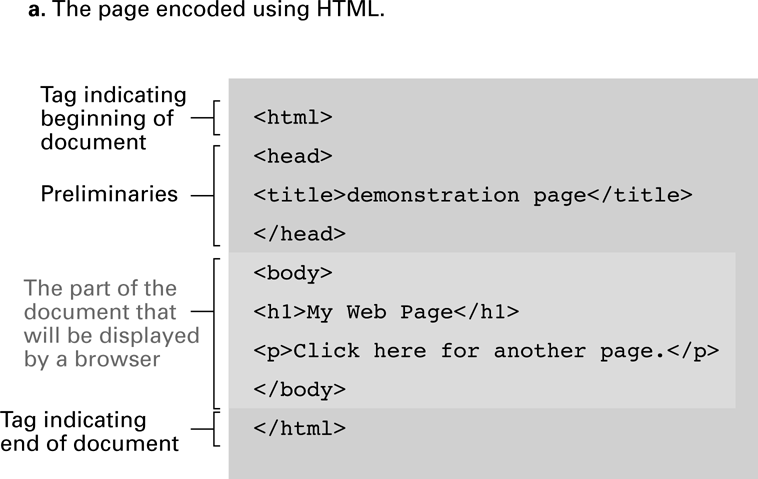 a. The page encoded using HTML.
Tag indicating
beginning of
document
<html>
Preliminaries
<head>
<title>demonstration page</title>
</head>
The part of the
document that
will be displayed
by a browser
<body>
<h1>My Web Page</h1>
<p>Click here for another page.</p>
</body>
Tag indicating
end of document
</html>